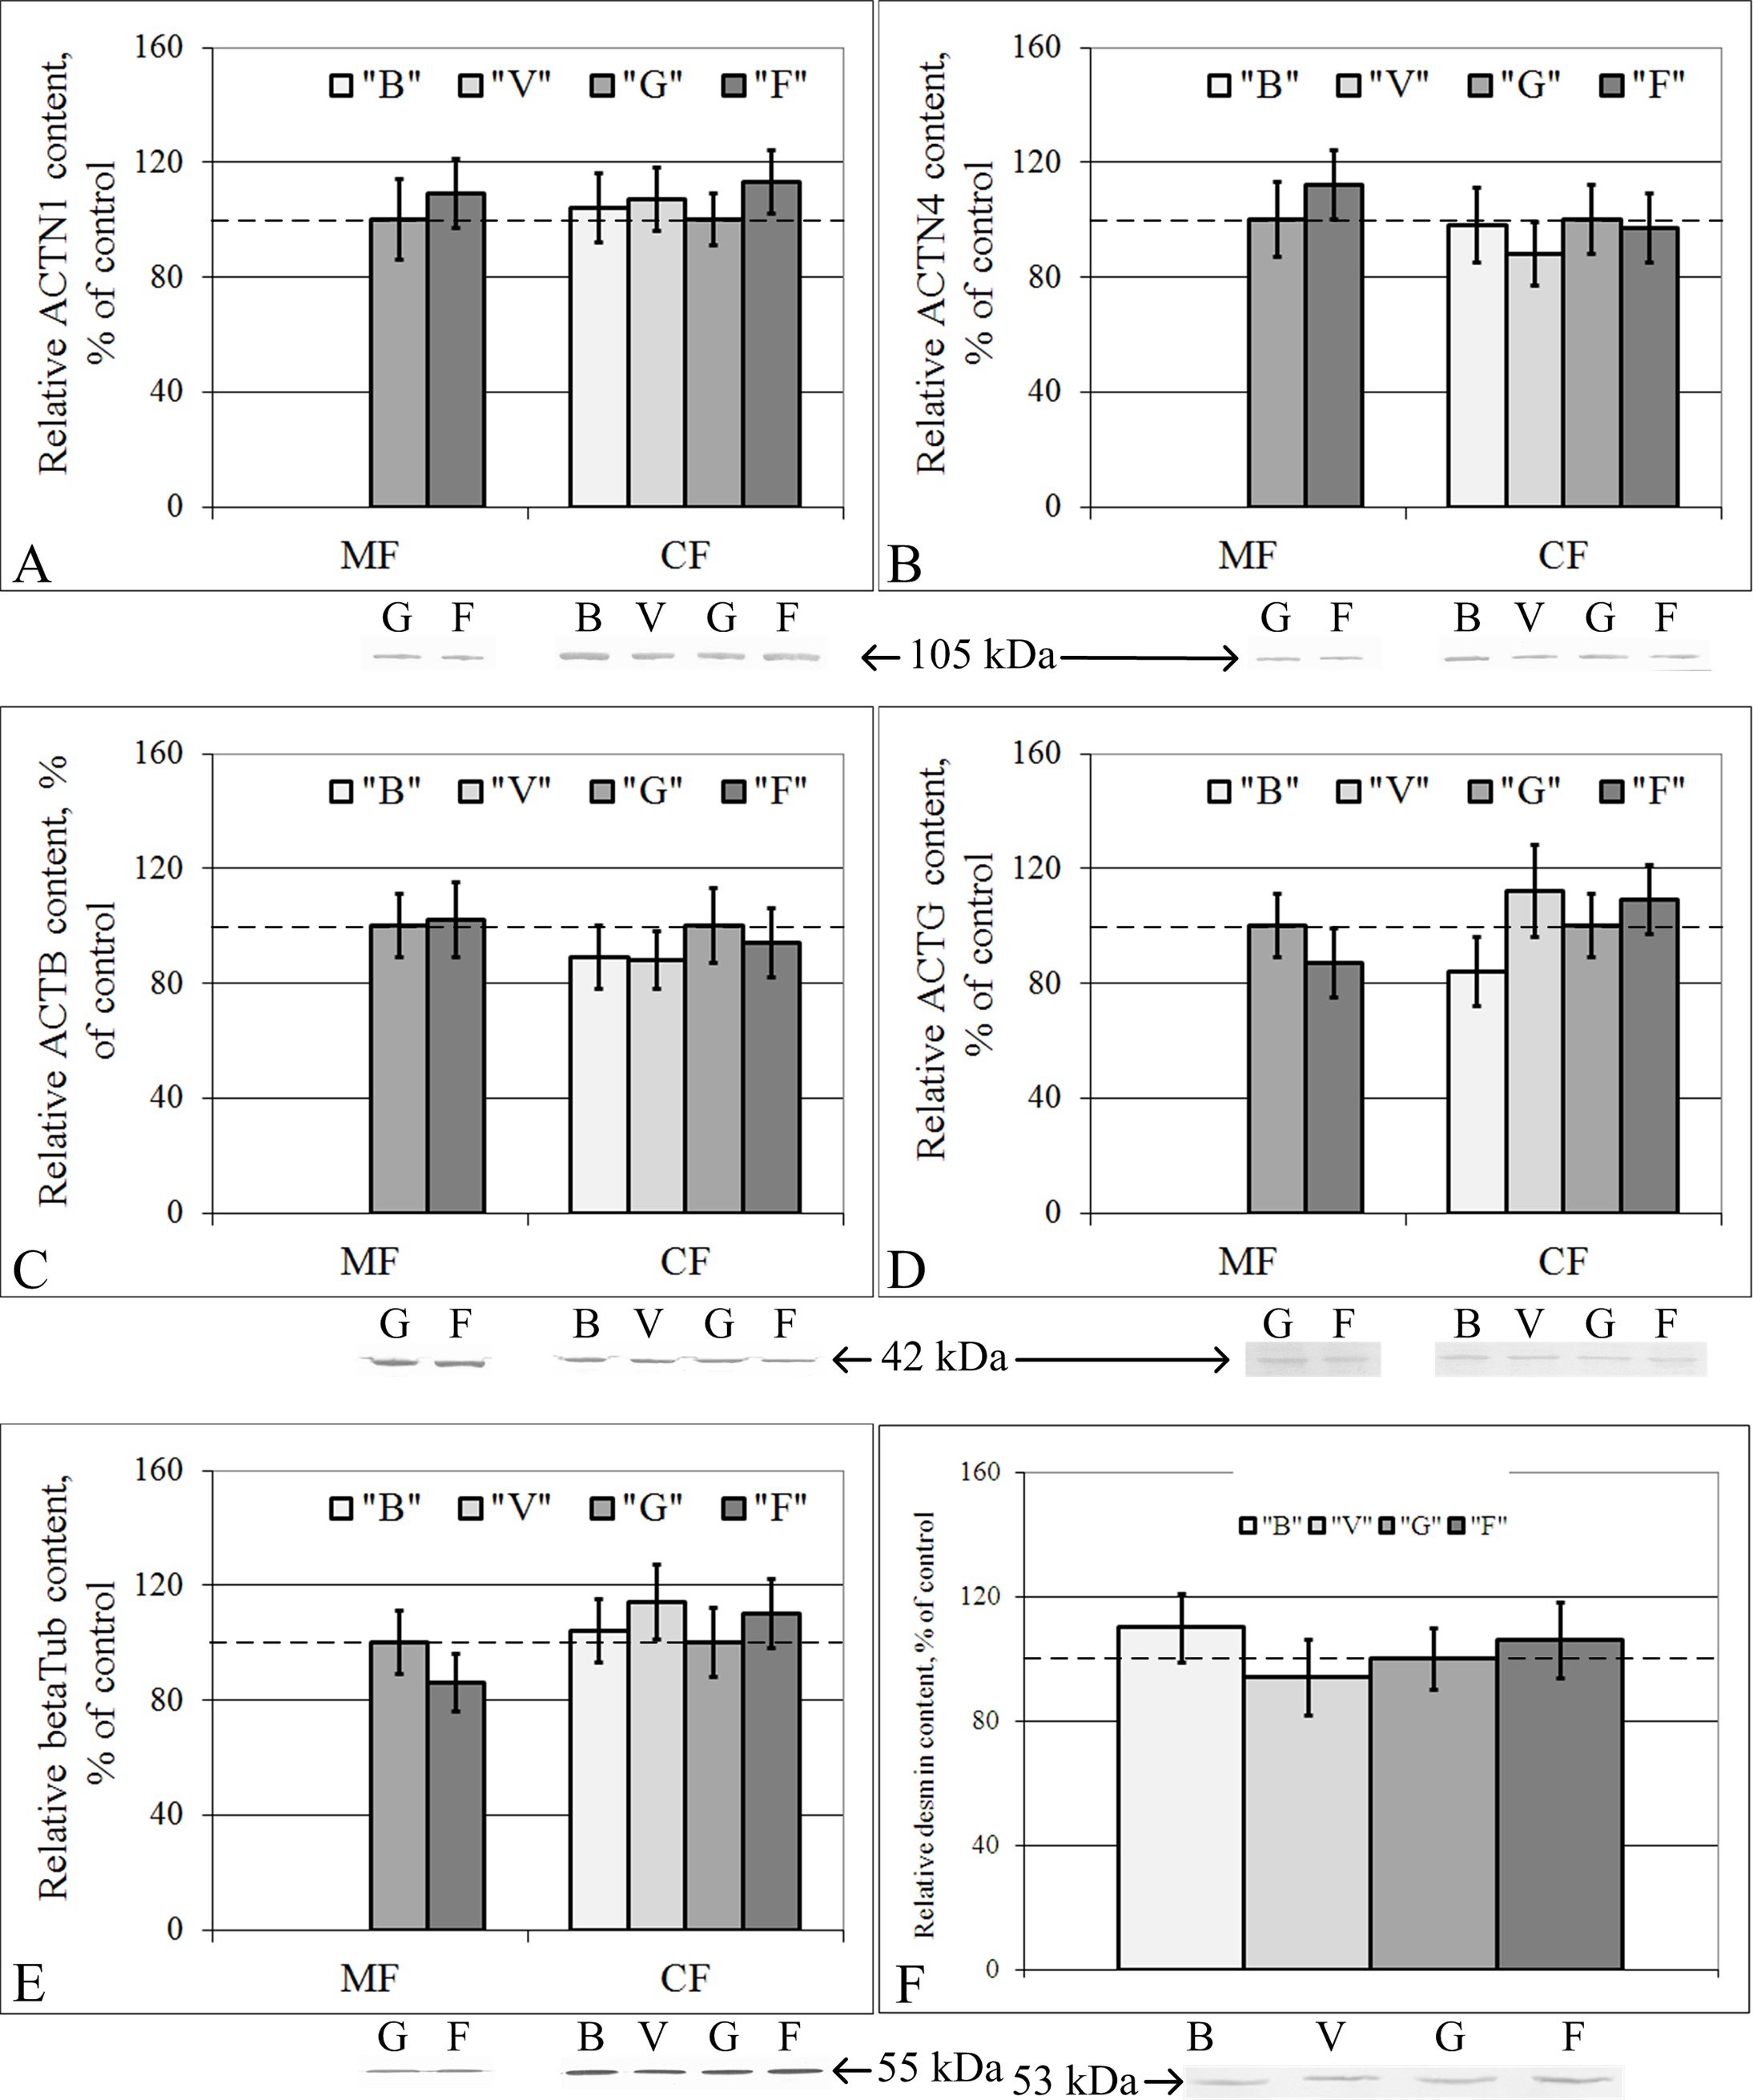 Relative ACTN1 content,
% of control
160
120
80
40
0
"B" "V" "G" "F"
MF CF
A
Relative ACTN4 content,
% of control
160
120
80
40
0
"B" "V" "G" "F"
MF CF
B
G F B V G F
← 105 kDa →
G F B V G F
Relative ACTB content, %
of control
160
120
80
40
0
"B" "V" "G" "F"
MF CF
C
Relative ACTG content,
% of control
160
120
80
40
0
"B" "V" "G" "F"
MF CF
D
G F B V G F
← 42 kDa →
G F B V G F
Relative betaTub content,
% of control
160
120
80
40
0
"B" "V" "G" "F"
MF CF
E
Relative desmin content, % of control
160
120
80
40
0
"B" "V" "G" "F"
F
G F B V G F
← 55 kDa
B V G F
53 kDa →